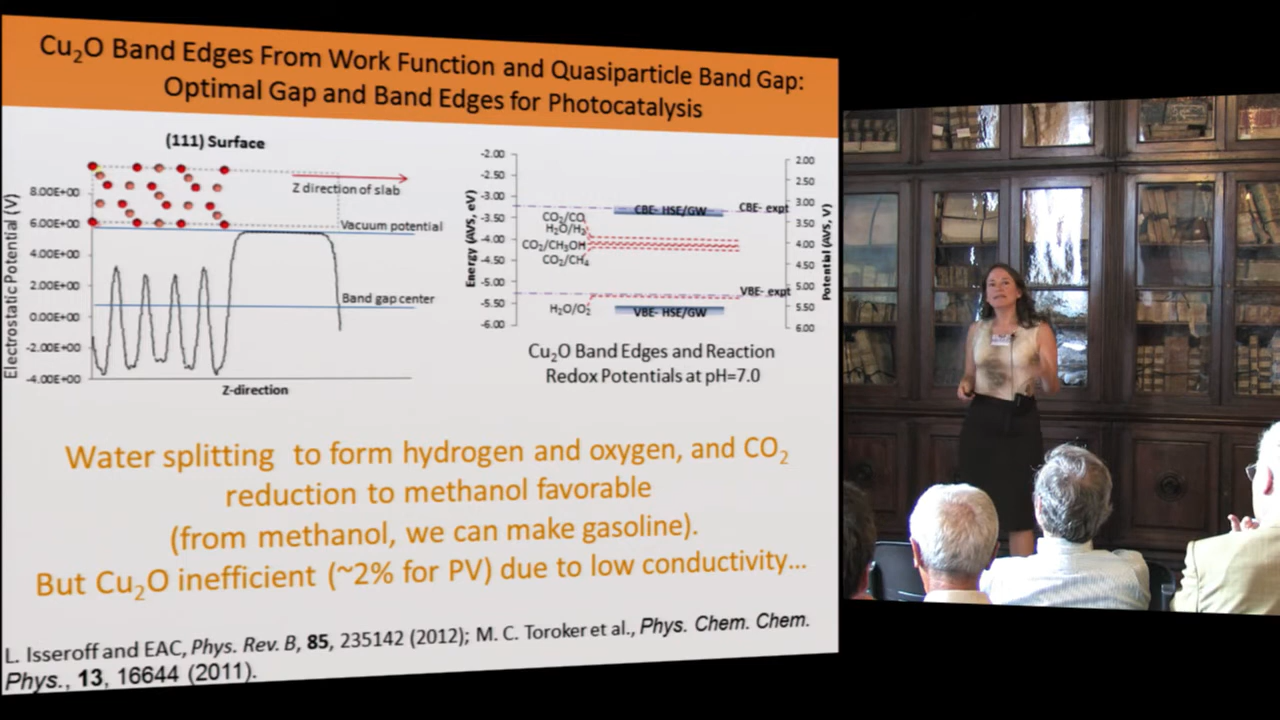 Cu₂O Band Edges From Work Function and Quasiparticle Band Gap:
Optimal Gap and Band Edges for Photocatalysis
(111) Surface
Z direction of slab
Electrostatic Potential (V)
8.00E+00
6.00E+00
4.00E+00
2.00E+00
0.00E+00
-2.00E+00
-4.00E+00
Vacuum potential
Band gap center
Z-direction
Energy (AVS, eV)
-2.00
-2.50
-3.00
-3.50
-4.00
-4.50
-5.00
-5.50
-6.00
CO₂/CO
H₂O/H₂
CO₂/CH₃OH
CO₂/CH₄
H₂O/O₂
CBE- HSE/GW
CBE- expt
VBE- expt
VBE- HSE/GW
2.00
2.50
3.00
3.50
4.00
4.50
5.00
5.50
6.00
Potential (AVS, V)
Cu₂O Band Edges and Reaction
Redox Potentials at pH=7.0
Water splitting to form hydrogen and oxygen, and CO₂
reduction to methanol favorable
(from methanol, we can make gasoline).
But Cu₂O inefficient (~2% for PV) due to low conductivity...
L. Isseroff and EAC, Phys. Rev. B, 85, 235142 (2012); M. C. Toroker et al., Phys. Chem. Chem.
Phys., 13, 16644 (2011).